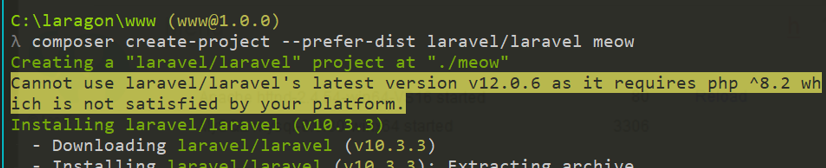 C:\laragon\www (www@1.0.0)
λ composer create-project --prefer-dist laravel/laravel meow
Creating a "laravel/laravel" project at "./meow"
Cannot use laravel/laravel's latest version v12.0.6 as it requires php ^8.2 wh
ich is not satisfied by your platform.
Installing laravel/laravel (v10.3.3)
- Downloading laravel/laravel (v10.3.3)
- Installing laravel/laravel (v10.3.3): Extracting archive